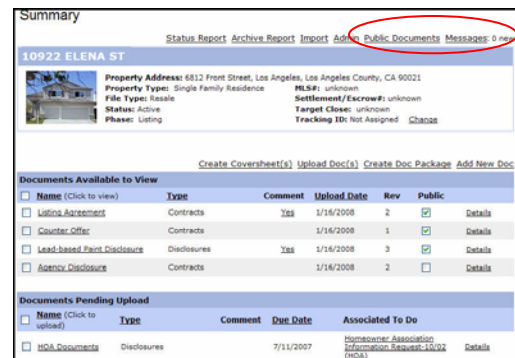 Summary
Status Report Archive Report Import Admin Public Documents Messages: 0 new
10922 ELENA ST
Property Address: 6812 Front Street, Los Angeles, Los Angeles County, CA 90021
Property Type: Single Family Residence MLS#: unknown
File Type: Resale Settlement/Escrow#: unknown
Status: Active Target Close: unknown
Phase: Listing Tracking ID: Not Assigned Change
Create Coversheet(s) Upload Doc(s) Create Doc Package Add New Doc
Documents Available to View
Name (Click to view) Type Comment Upload Date Rev Public
Listing Agreement Contracts Yes 1/16/2008 2 Details
Counter Offer Contracts 1/16/2008 1 Details
Lead-based Paint Disclosure Disclosures Yes 1/16/2008 3 Details
Agency Disclosure Contracts 1/16/2008 2 Details
Documents Pending Upload
Name (Click to upload) Type Comment Due Date Associated To Do
HOA Documents Disclosures 7/11/2007 Homeowner Association Information Request-10/02 (HOA) Details